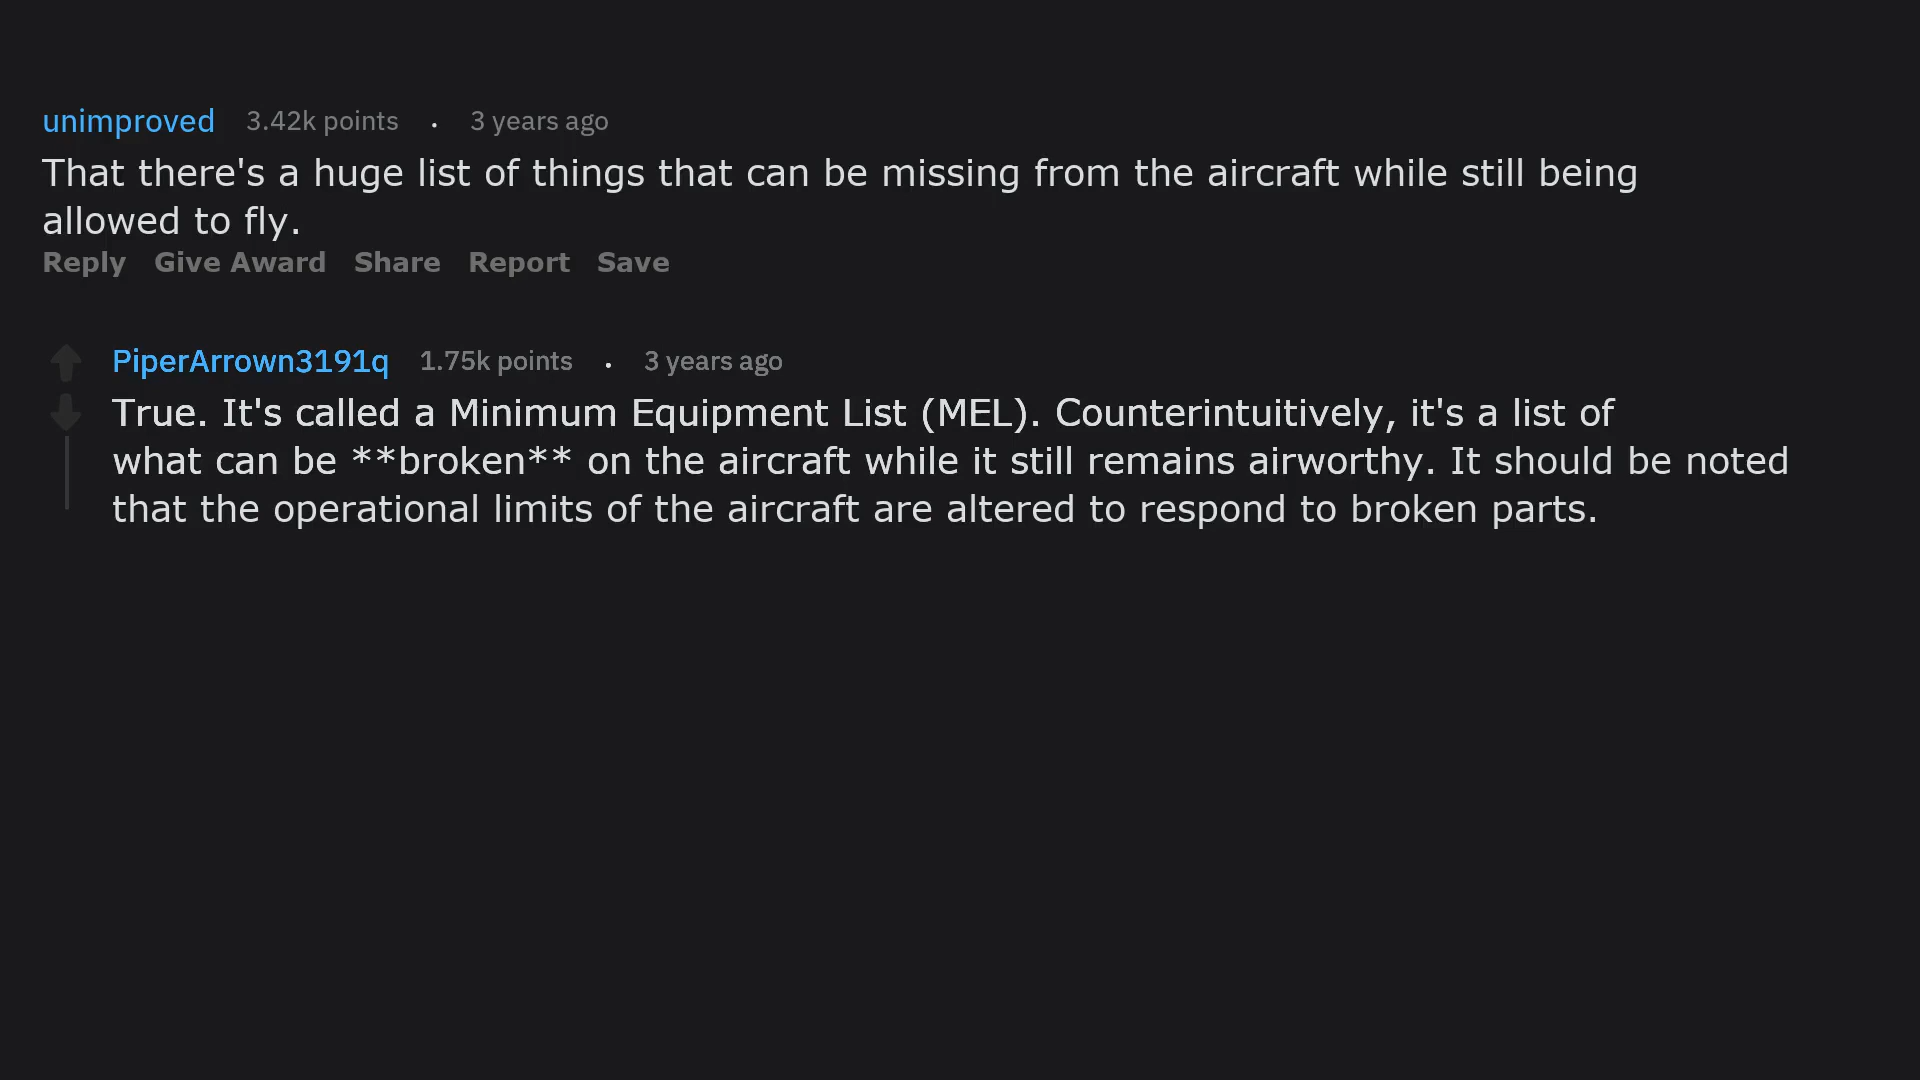 unimproved 3.42k points . 3 years ago
That there's a huge list of things that can be missing from the aircraft while still being
allowed to fly.
Reply Give Award Share Report Save
PiperArrown3191q 1.75k points . 3 years ago
True. It's called a Minimum Equipment List (MEL). Counterintuitively, it's a list of
what can be **broken** on the aircraft while it still remains airworthy. It should be noted
that the operational limits of the aircraft are altered to respond to broken parts.